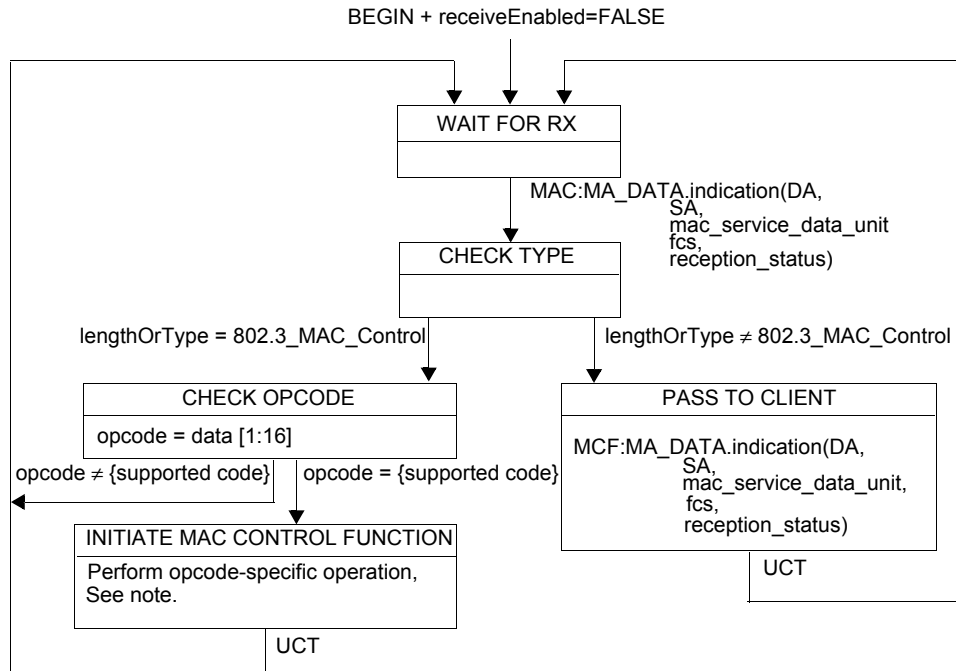 BEGIN + receiveEnabled=FALSE
WAIT FOR RX
MAC:MA_DATA.indication(DA,
SA,
mac_service_data_unit
fcs,
reception_status)
CHECK TYPE
lengthOrType = 802.3_MAC_Control
lengthOrType ≠ 802.3_MAC_Control
CHECK OPCODE
opcode = data [1:16]
PASS TO CLIENT
MCF:MA_DATA.indication(DA,
SA,
mac_service_data_unit,
fcs,
reception_status)
opcode ≠ {supported code}
opcode = {supported code}
INITIATE MAC CONTROL FUNCTION
Perform opcode-specific operation,
See note.
UCT
UCT